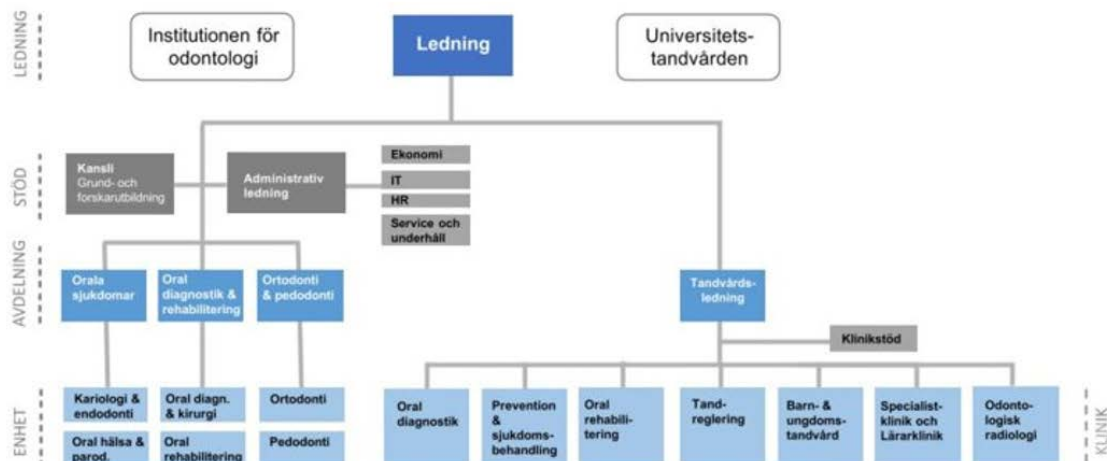 LEDNING
Institutionen för
odontologi
Ledning
Universitets-
tandvården
STÖD
Kansli
Grund- och
forskarutbildning
Administrativ
ledning
Ekonomi
IT
HR
Service och
underhåll
AVDELNING
Orala
sjukdomar
Oral
diagnostik &
rehabilitering
Ortodonti
& pedodonti
Tandvårds-
ledning
Klinikstöd
ENHET
Kariologi &
endodonti
Oral diagn.
& kirurgi
Ortodonti
Oral hälsa &
parod.
Oral
rehabilitering
Pedodonti
Oral
diagnostik
Prevention
&
sjukdoms-
behandling
Oral
rehabili-
tering
Tand-
reglering
Barn- &
ungdoms-
tandvård
Specialist-
klinik och
Lärarklinik
Odonto-
logisk
radiologi
KLINIK